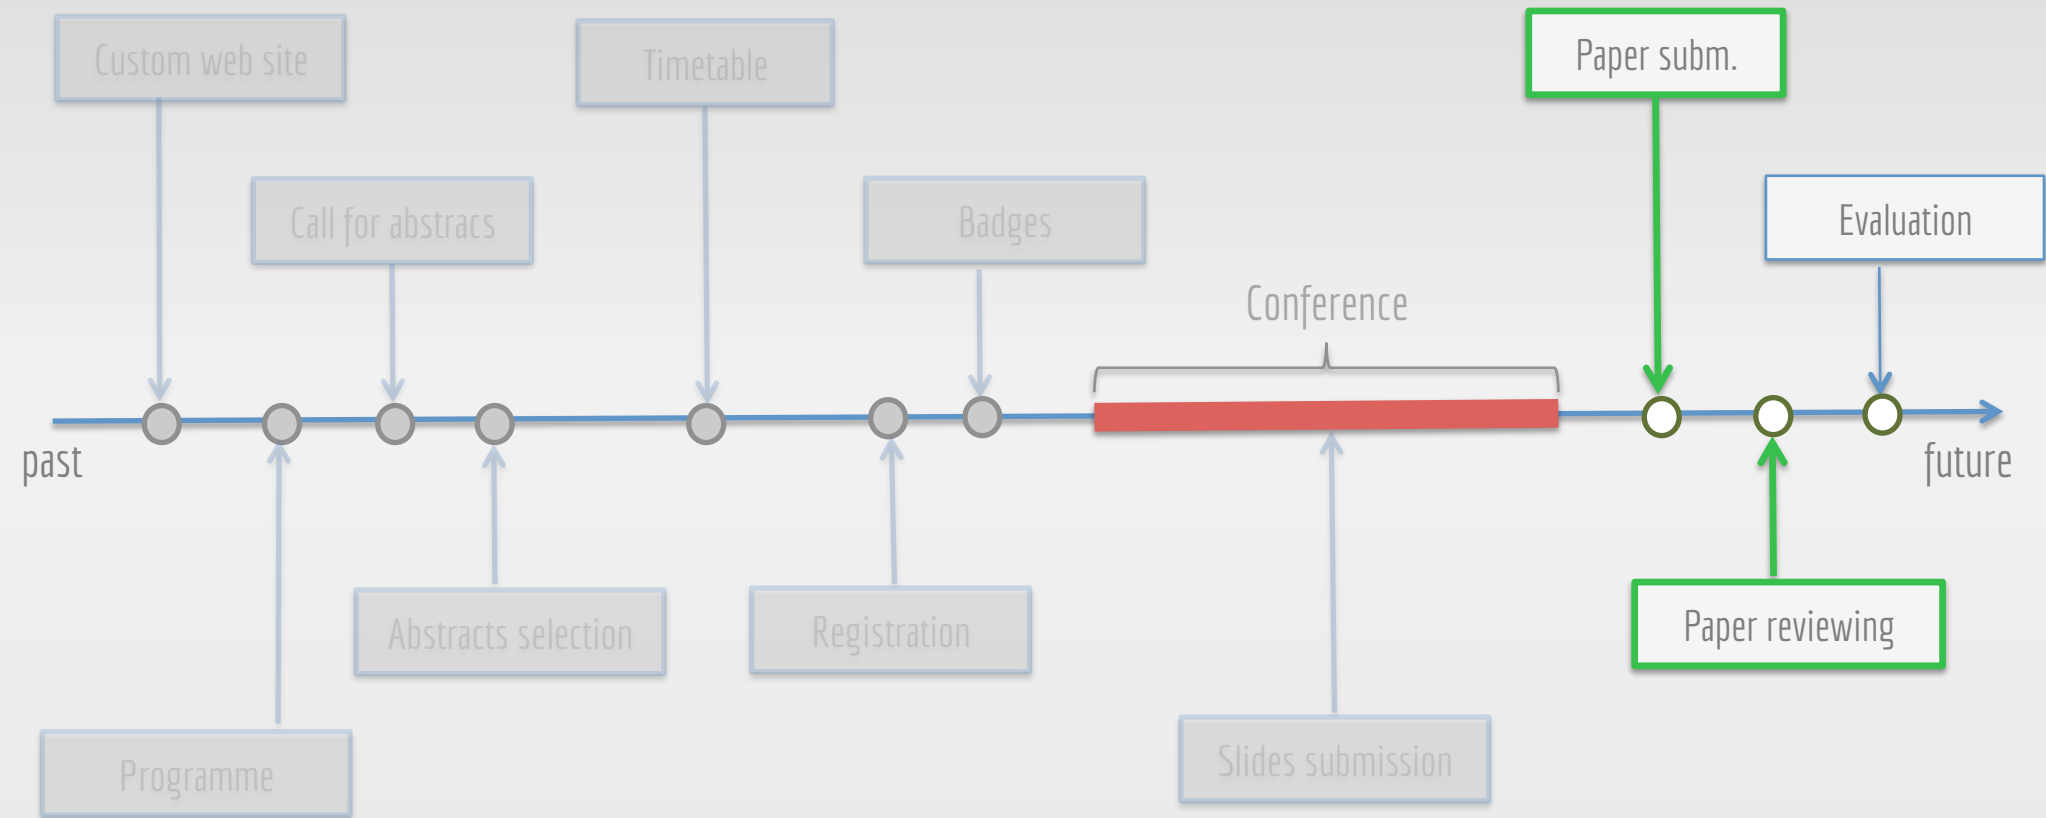 Custom web site
Timetable
Paper subm.
Call for abstracs
Badges
Evaluation
Conference
past
future
Abstracts selection
Registration
Paper reviewing
Programme
Slides submission